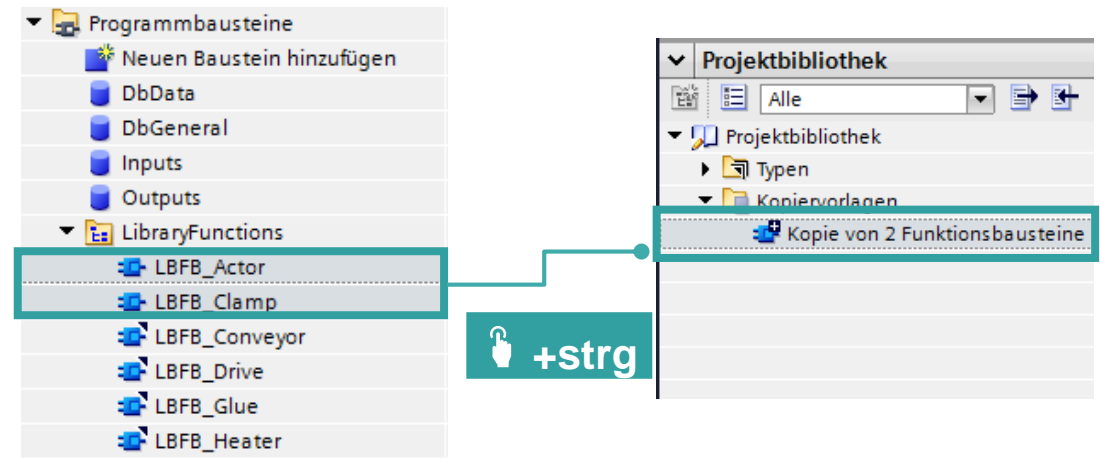 Programmbausteine
Neuen Baustein hinzufügen
DbData
DbGeneral
Inputs
Outputs
LibraryFunctions
LBFB_Actor
LBFB_Clamp
LBFB_Conveyor
LBFB_Drive
LBFB_Glue
LBFB_Heater
+strg
Projektbibliothek
Alle
Projektbibliothek
Typen
Kopiervorlagen
Kopie von 2 Funktionsbausteine